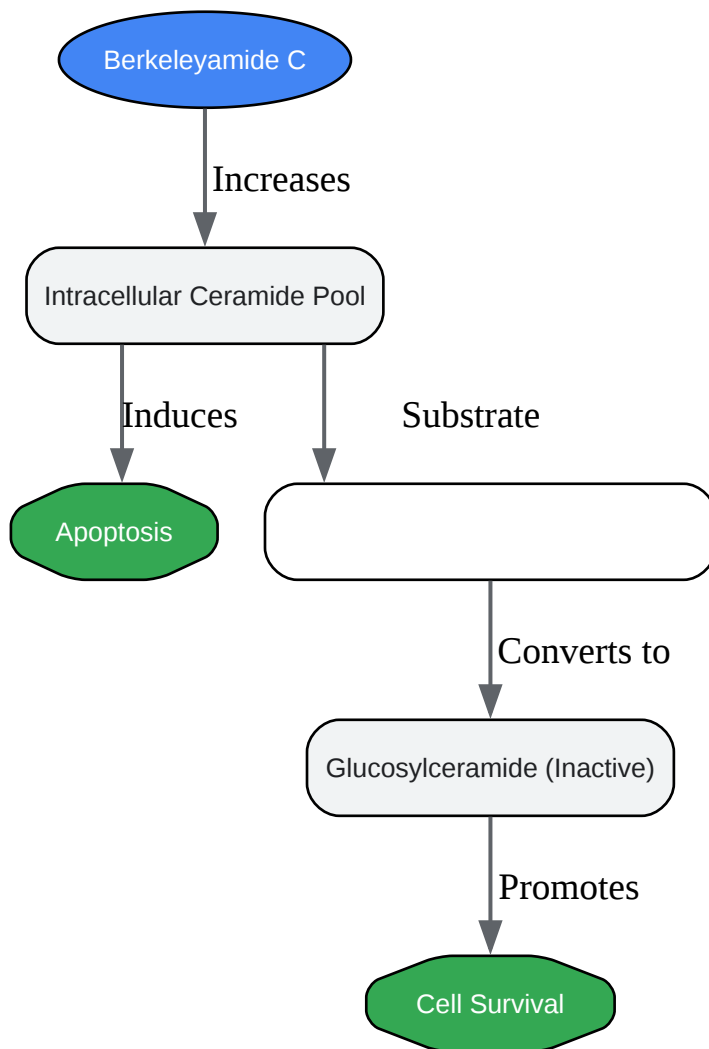 Berkeleyamide C
Increases
Intracellular Ceramide Pool
Induces
Substrate
Apoptosis
Converts to
Glucosylceramide (Inactive)
Promotes
Cell Survival